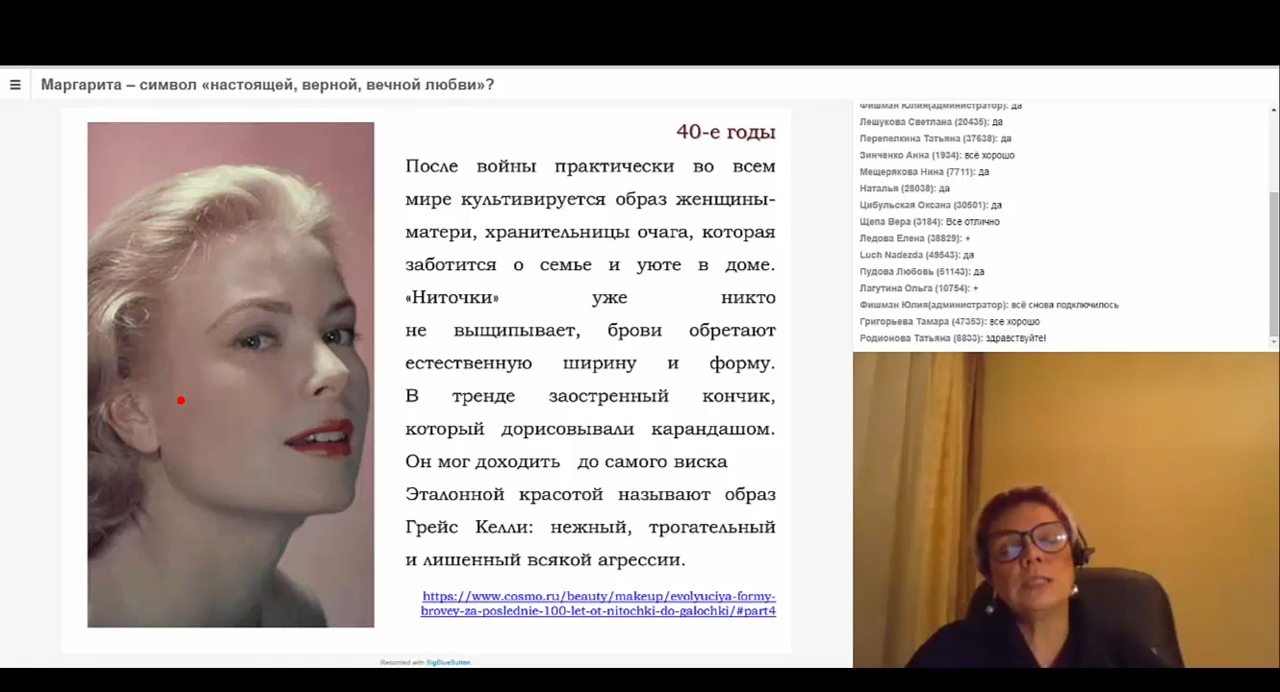 Маргарита – символ «настоящей, верной, вечной любви»?
40-е годы
После войны практически во всем
мире культивируется образ женщины-
матери, хранительницы очага, которая
заботится о семье и уюте в доме.
«Ниточки» уже никто
не выщипывает, брови обретают
естественную ширину и форму.
В тренде заостренный кончик,
который дорисовывали карандашом.
Он мог доходить до самого виска
Эталонной красотой называют образ
Грейс Келли: нежный, трогательный
и лишенный всякой агрессии.
https://www.cosmo.ru/beauty/makeup/evolyuciya-formy-
brovey-za-poslednie-100-let-ot-nitochki-do-galochki/#part4
Recorded with BigBlueButton.
Фишман Юлия(администратор): да
Лешукова Светлана (20435): да
Перепелкина Татьяна (37638): да
Зинченко Анна (1934): всё хорошо
Мещерякова Нина (7711): да
Наталья (28038): да
Цибульская Оксана (30501): да
Щепа Вера (3184): Все отлично
Ледова Елена (38829): +
Luch Nadezda (49543): да
Пудова Любовь (51143): да
Лагутина Ольга (10754): +
Фишман Юлия(администратор): всё снова подключилось
Григорьева Тамара (47353): все хорошо
Родионова Татьяна (8833): здравствуйте!